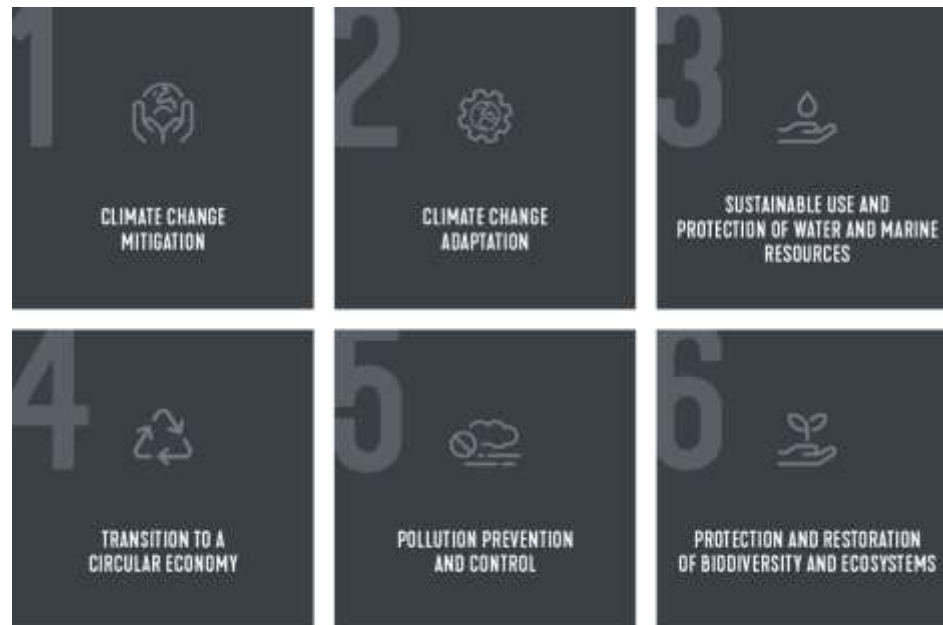 1
CLIMATE CHANGE
MITIGATION
2
CLIMATE CHANGE
ADAPTATION
3
SUSTAINABLE USE AND
PROTECTION OF WATER AND MARINE
RESOURCES
4
TRANSITION TO A
CIRCULAR ECONOMY
5
POLLUTION PREVENTION
AND CONTROL
6
PROTECTION AND RESTORATION
OF BIODIVERSITY AND ECOSYSTEMS